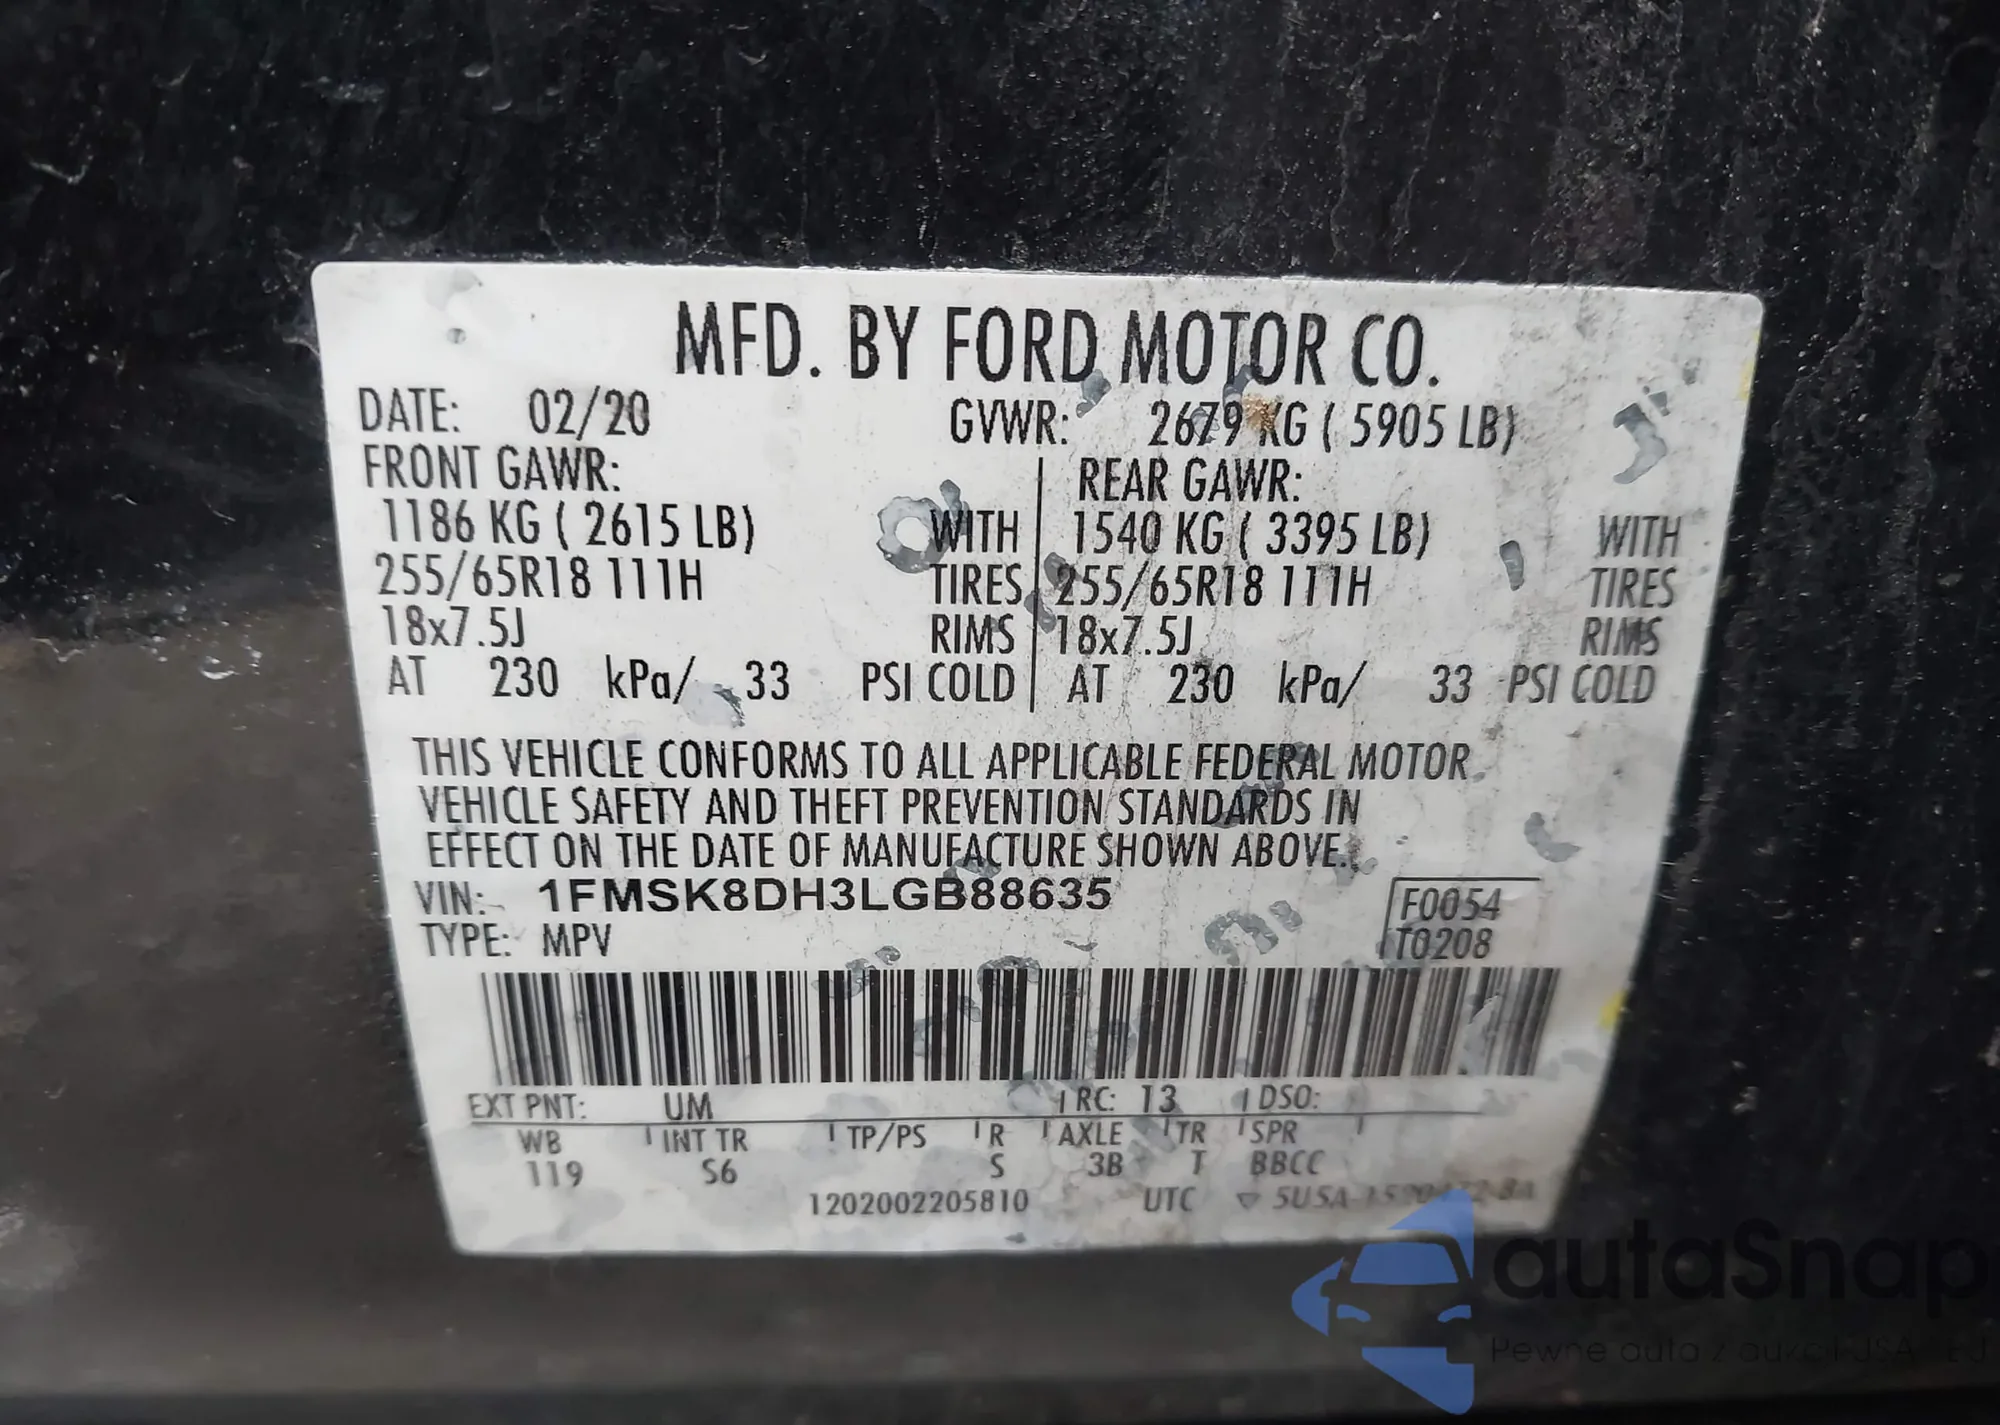 MFD. BY FORD MOTOR CO.
DATE: 02/20 GVWR: 2679 KG ( 5905 LB)
FRONT GAWR: REAR GAWR:
1186 KG ( 2615 LB) WITH 1540 KG ( 3395 LB) WITH
255/65R18 111H TIRES 255/65R18 111H TIRES
18x7.5J RIMS 18x7.5J RIMS
AT 230 kPa/ 33 PSI COLD AT 230 kPa/ 33 PSI COLD
THIS VEHICLE CONFORMS TO ALL APPLICABLE FEDERAL MOTOR
VEHICLE SAFETY AND THEFT PREVENTION STANDARDS IN
EFFECT ON THE DATE OF MANUFACTURE SHOWN ABOVE.
VIN: 1FMSK8DH3LGB88635 F0054
TYPE: MPV T0208
EXT PNT: UM RC: 13 DSO:
WB INT TR TP/PS R AXLE TR SPR
119 S6 S 3B T BBCC
1202002205810 UTC
autaSnap
Pewne auta z aukcji USA